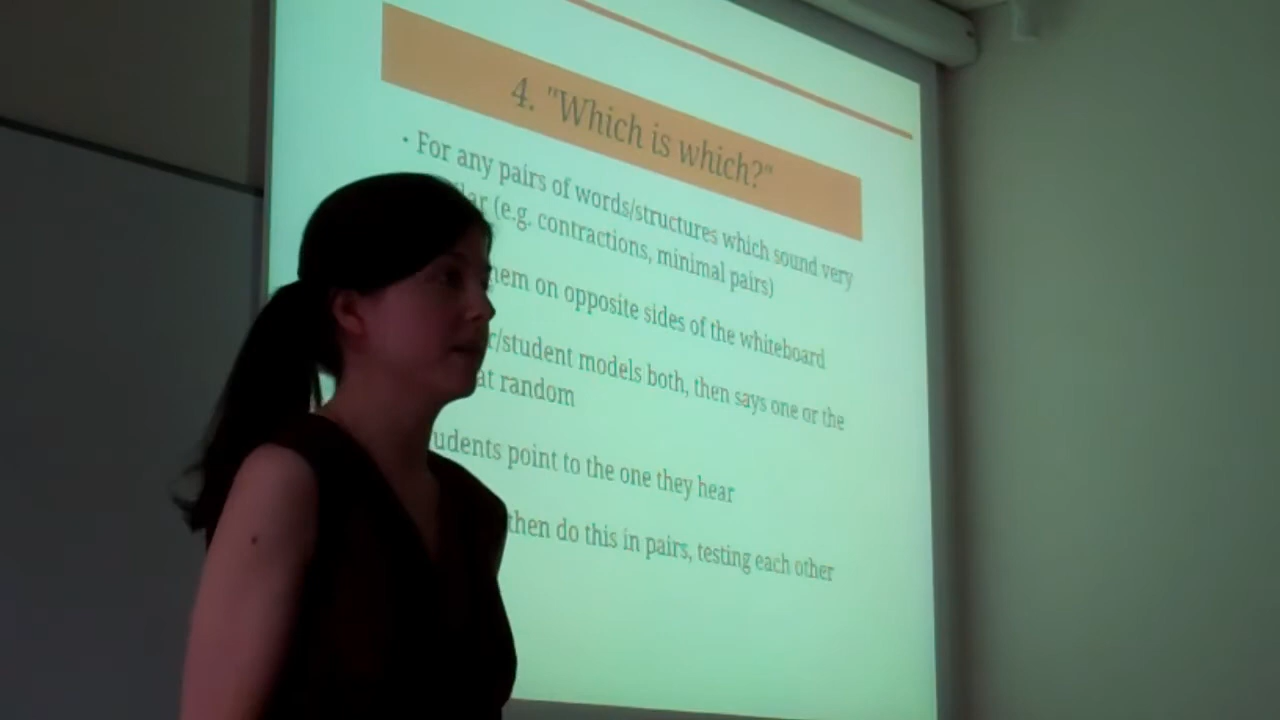 4. "Which is which?"
• For any pairs of words/structures which sound very
(e.g. contractions, minimal pairs)
on opposite sides of the whiteboard
/student models both, then says one or the
at random
point to the one they hear
then do this in pairs, testing each other